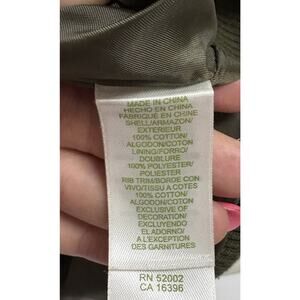 MADE IN CHINA
HECHO EN CHINA
FABRIQUÉ EN CHINE
SHELL/ARMAZON/
EXTERIEUR
100% COTTON/
ALGODON/COTON
LINING/FORRO/
DOUBLURE
100% POLYESTER/
POLIESTER
RIB TRIM/BORDE CON
VIVO/TISSU A COTES
100% COTTON/
ALGODON/COTON
EXCLUSIVE OF
DECORATION/
EXCLUYENDO
EL ADORNO/
A L'EXCEPTION
DES GARNITURES
RN 52002
CA 16396